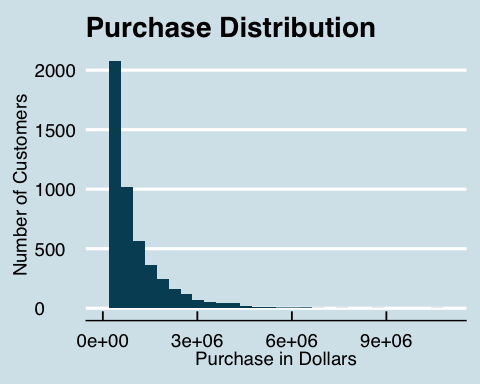 Purchase Distribution
Number of Customers
2000
1500
1000
500
0
0e+00 3e+06 6e+06 9e+06
Purchase in Dollars